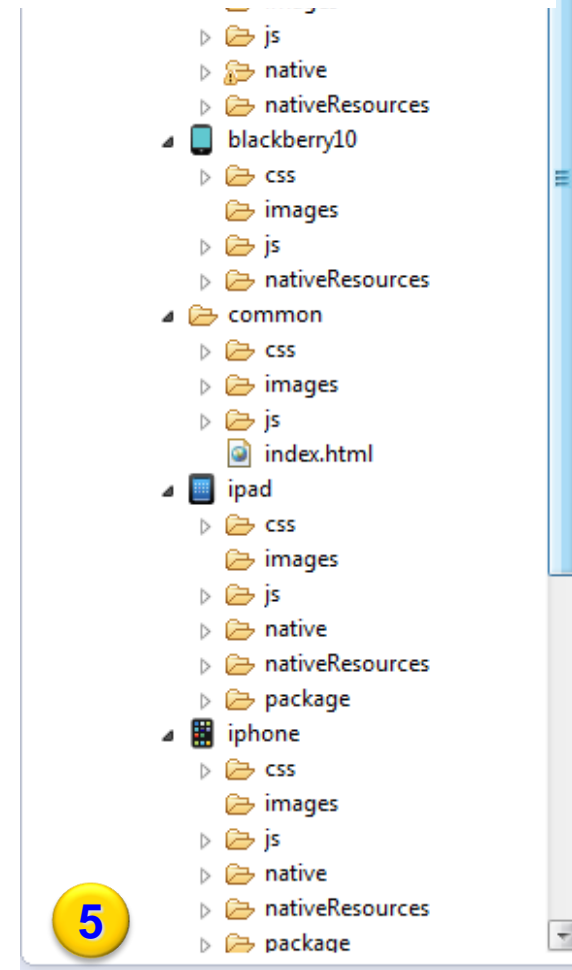 js
native
nativeResources
blackberry10
css
images
js
nativeResources
common
css
images
js
index.html
ipad
css
images
js
native
nativeResources
package
iphone
css
images
js
native
nativeResources
package
5